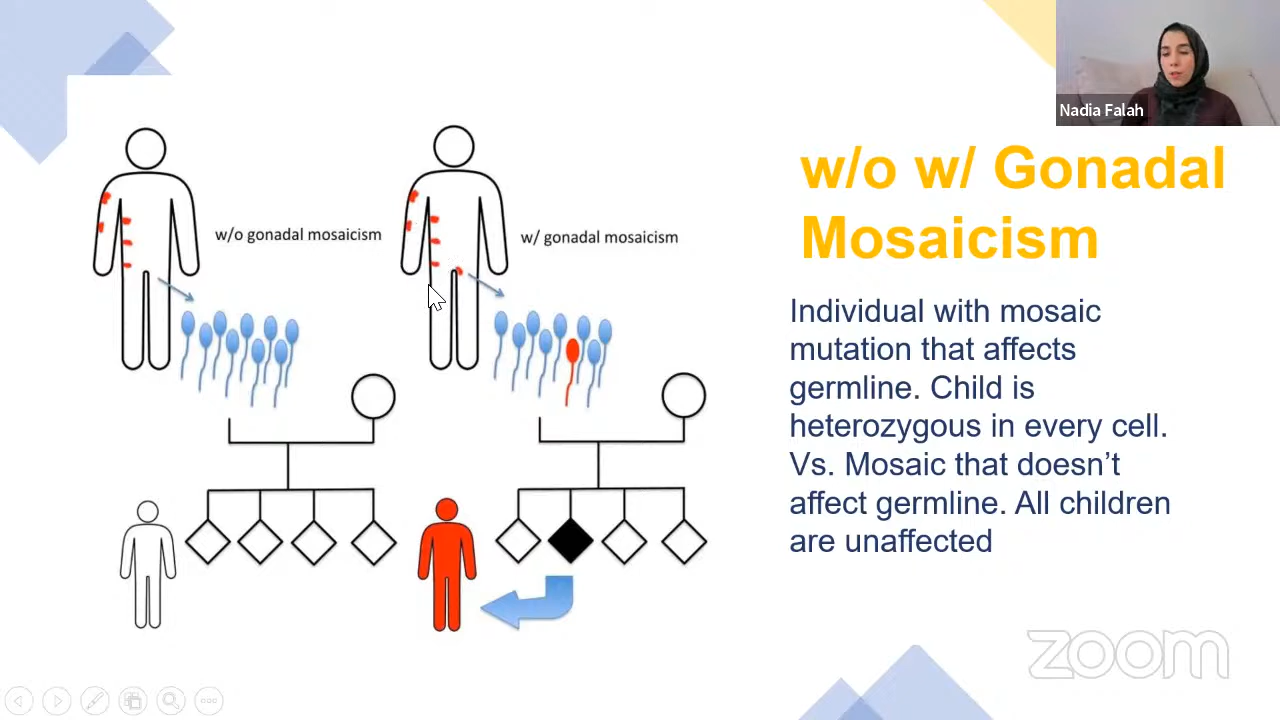 Nadia Falah
w/o w/ Gonadal
Mosaicism
w/o gonadal mosaicism
w/ gonadal mosaicism
Individual with mosaic
mutation that affects
germline. Child is
heterozygous in every cell.
Vs. Mosaic that doesn’t
affect germline. All children
are unaffected
zoom